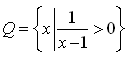 Q = { x | 1/(x−1) > 0 }